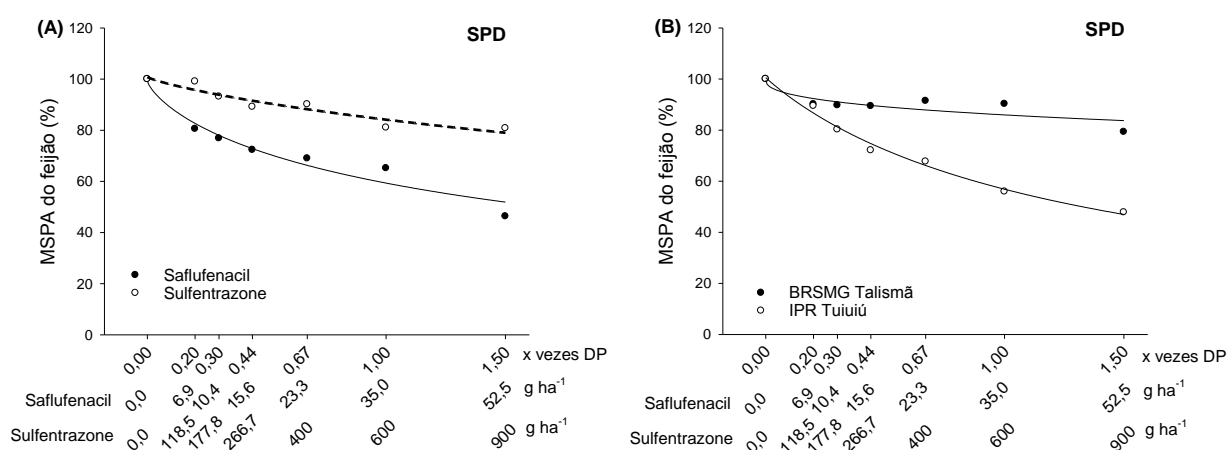 (A)
SPD
MSPA do feijão (%)
120
100
80
60
40
20
0
Saflufenacil
Sulfentrazone
0,00 0,20 0,30 0,44 0,67 1,00 1,50 x vezes DP
Saflufenacil 0,0 6,9 10,4 15,6 23,3 35,0 52,5 g ha-1
Sulfentrazone 0,0 118,5 177,8 266,7 400 600 900 g ha-1
(B)
SPD
MSPA do feijão (%)
120
100
80
60
40
20
0
BRSMG Talismã
IPR Tuiuiú
0,00 0,20 0,30 0,44 0,67 1,00 1,50 x vezes DP
Saflufenacil 0,0 6,9 10,4 15,6 23,3 35,0 52,5 g ha-1
Sulfentrazone 0,0 118,5 177,8 266,7 400 600 900 g ha-1